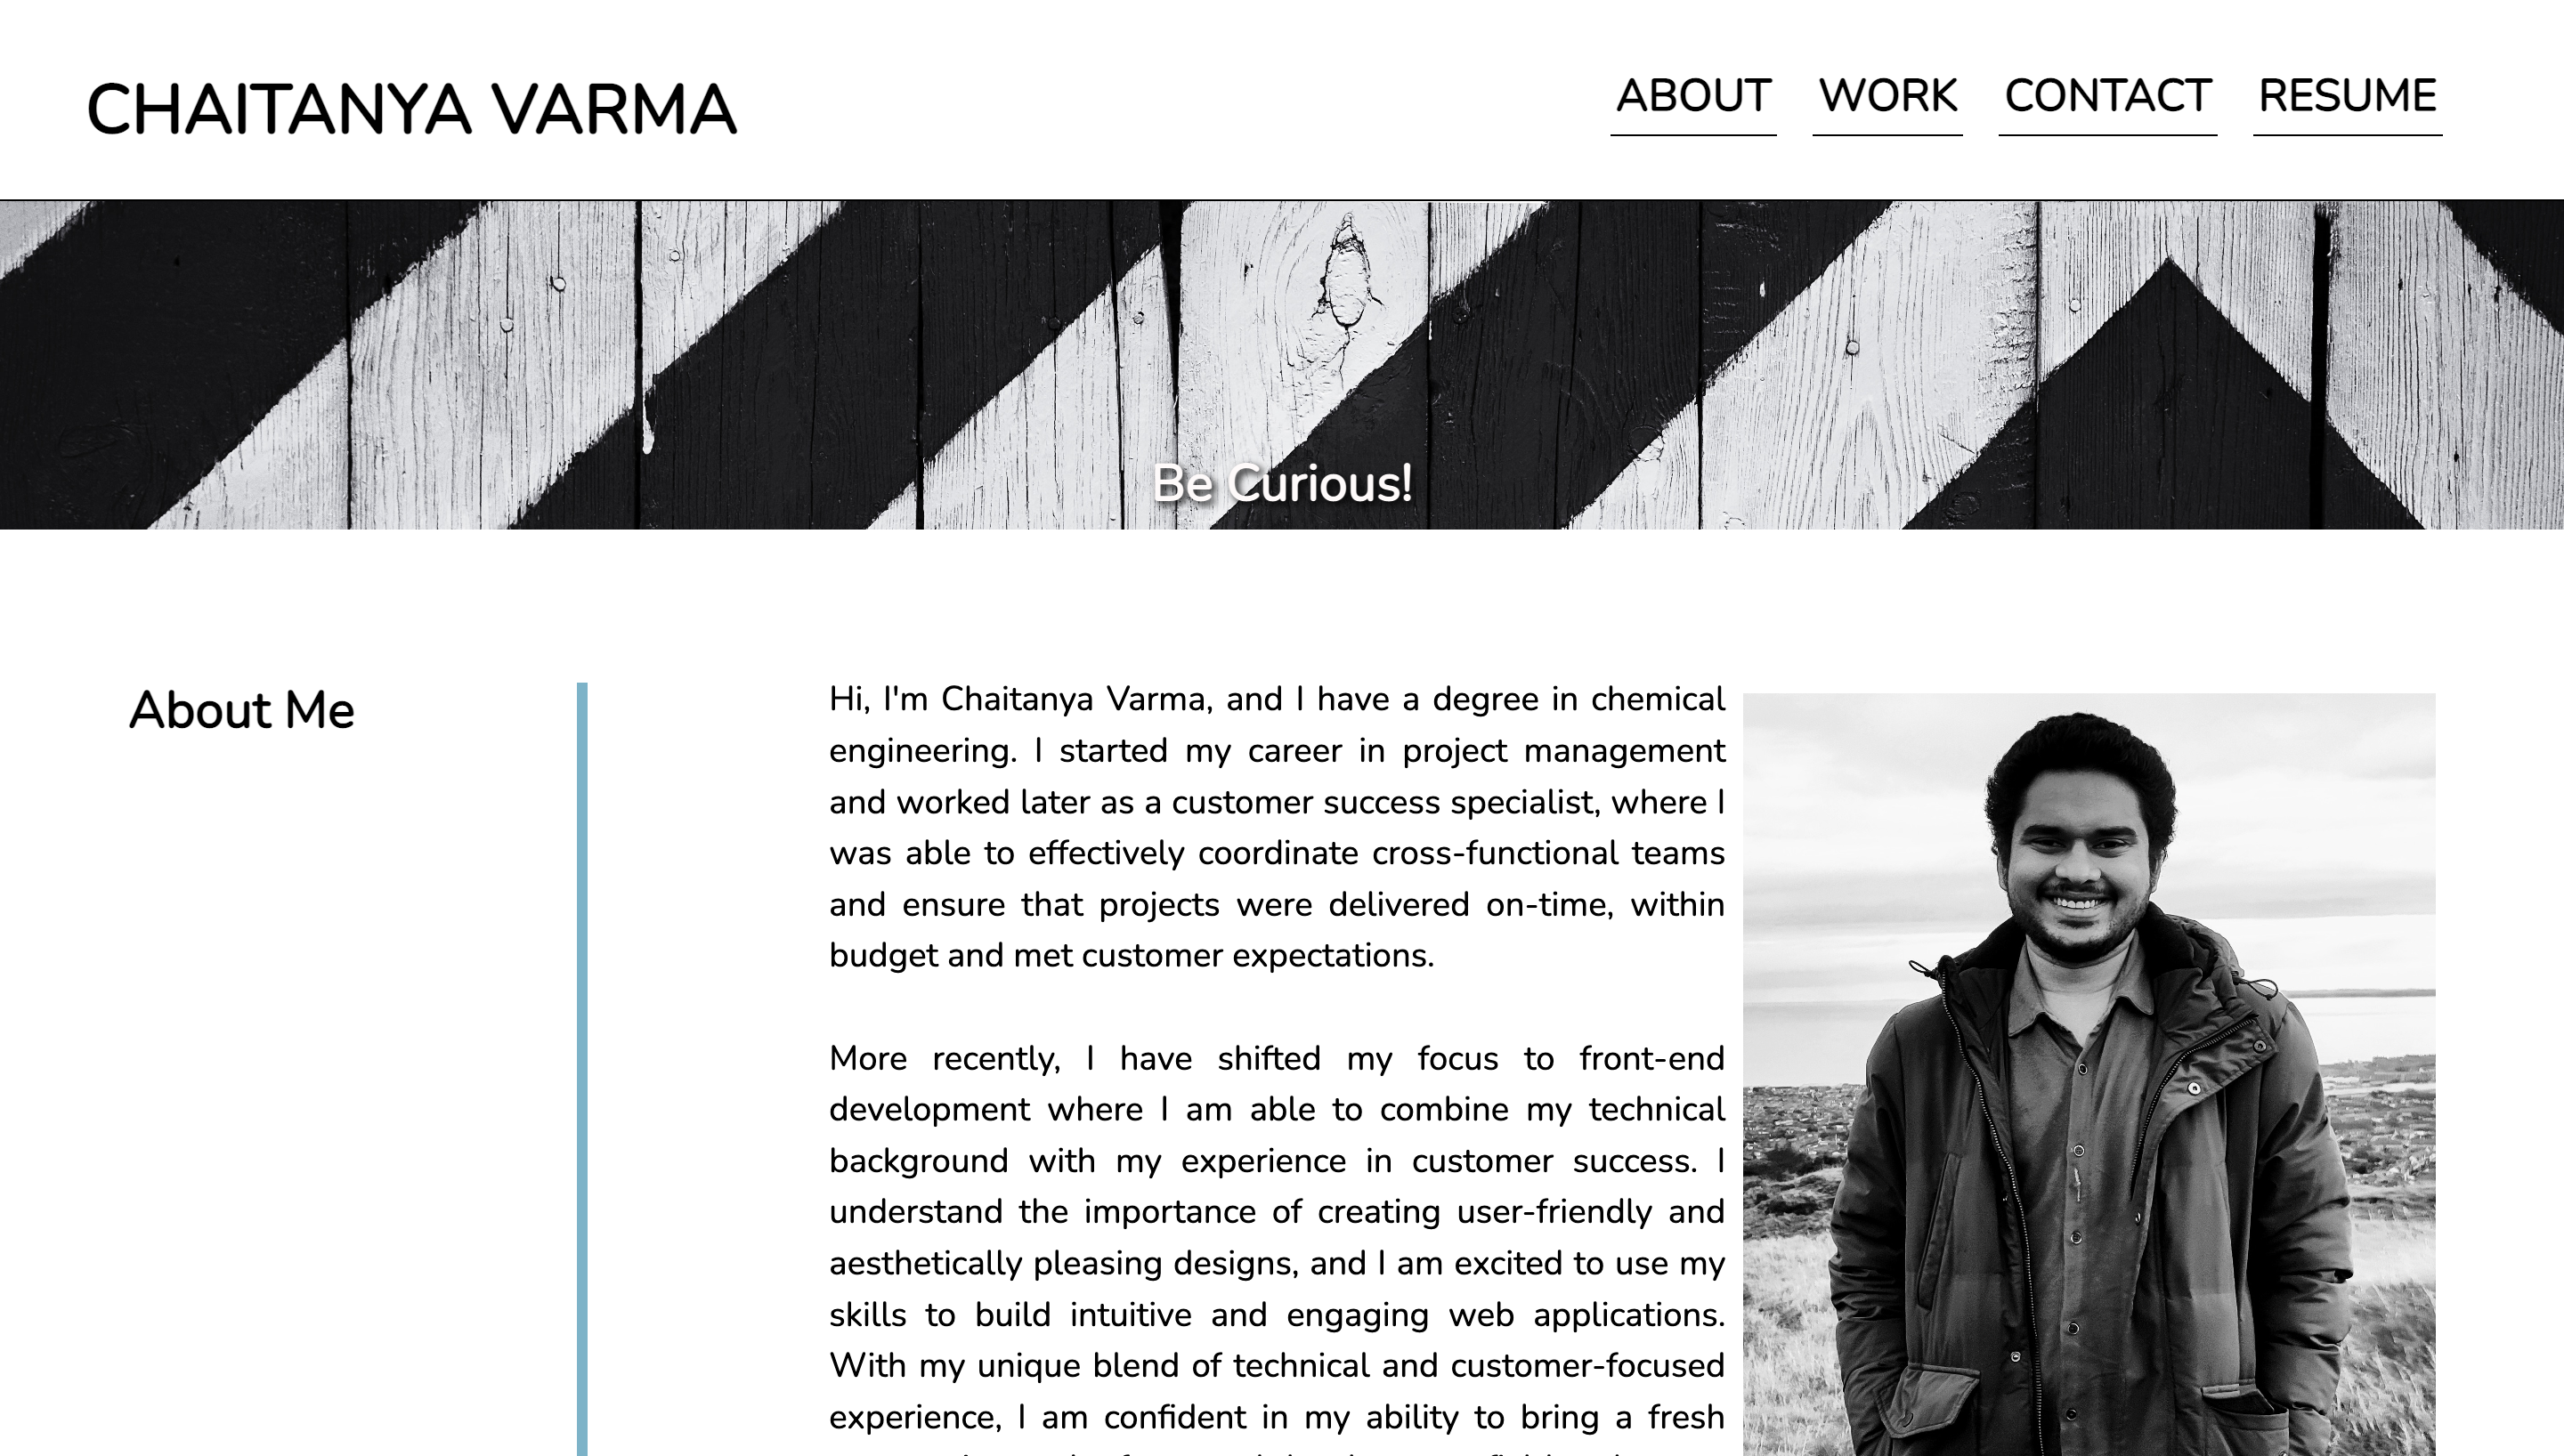 CHAITANYA VARMA
ABOUT WORK CONTACT RESUME
Be Curious!
About Me
Hi, I'm Chaitanya Varma, and I have a degree in chemical
engineering. I started my career in project management
and worked later as a customer success specialist, where I
was able to effectively coordinate cross-functional teams
and ensure that projects were delivered on-time, within
budget and met customer expectations.
More recently, I have shifted my focus to front-end
development where I am able to combine my technical
background with my experience in customer success. I
understand the importance of creating user-friendly and
aesthetically pleasing designs, and I am excited to use my
skills to build intuitive and engaging web applications.
With my unique blend of technical and customer-focused
experience, I am confident in my ability to bring a fresh